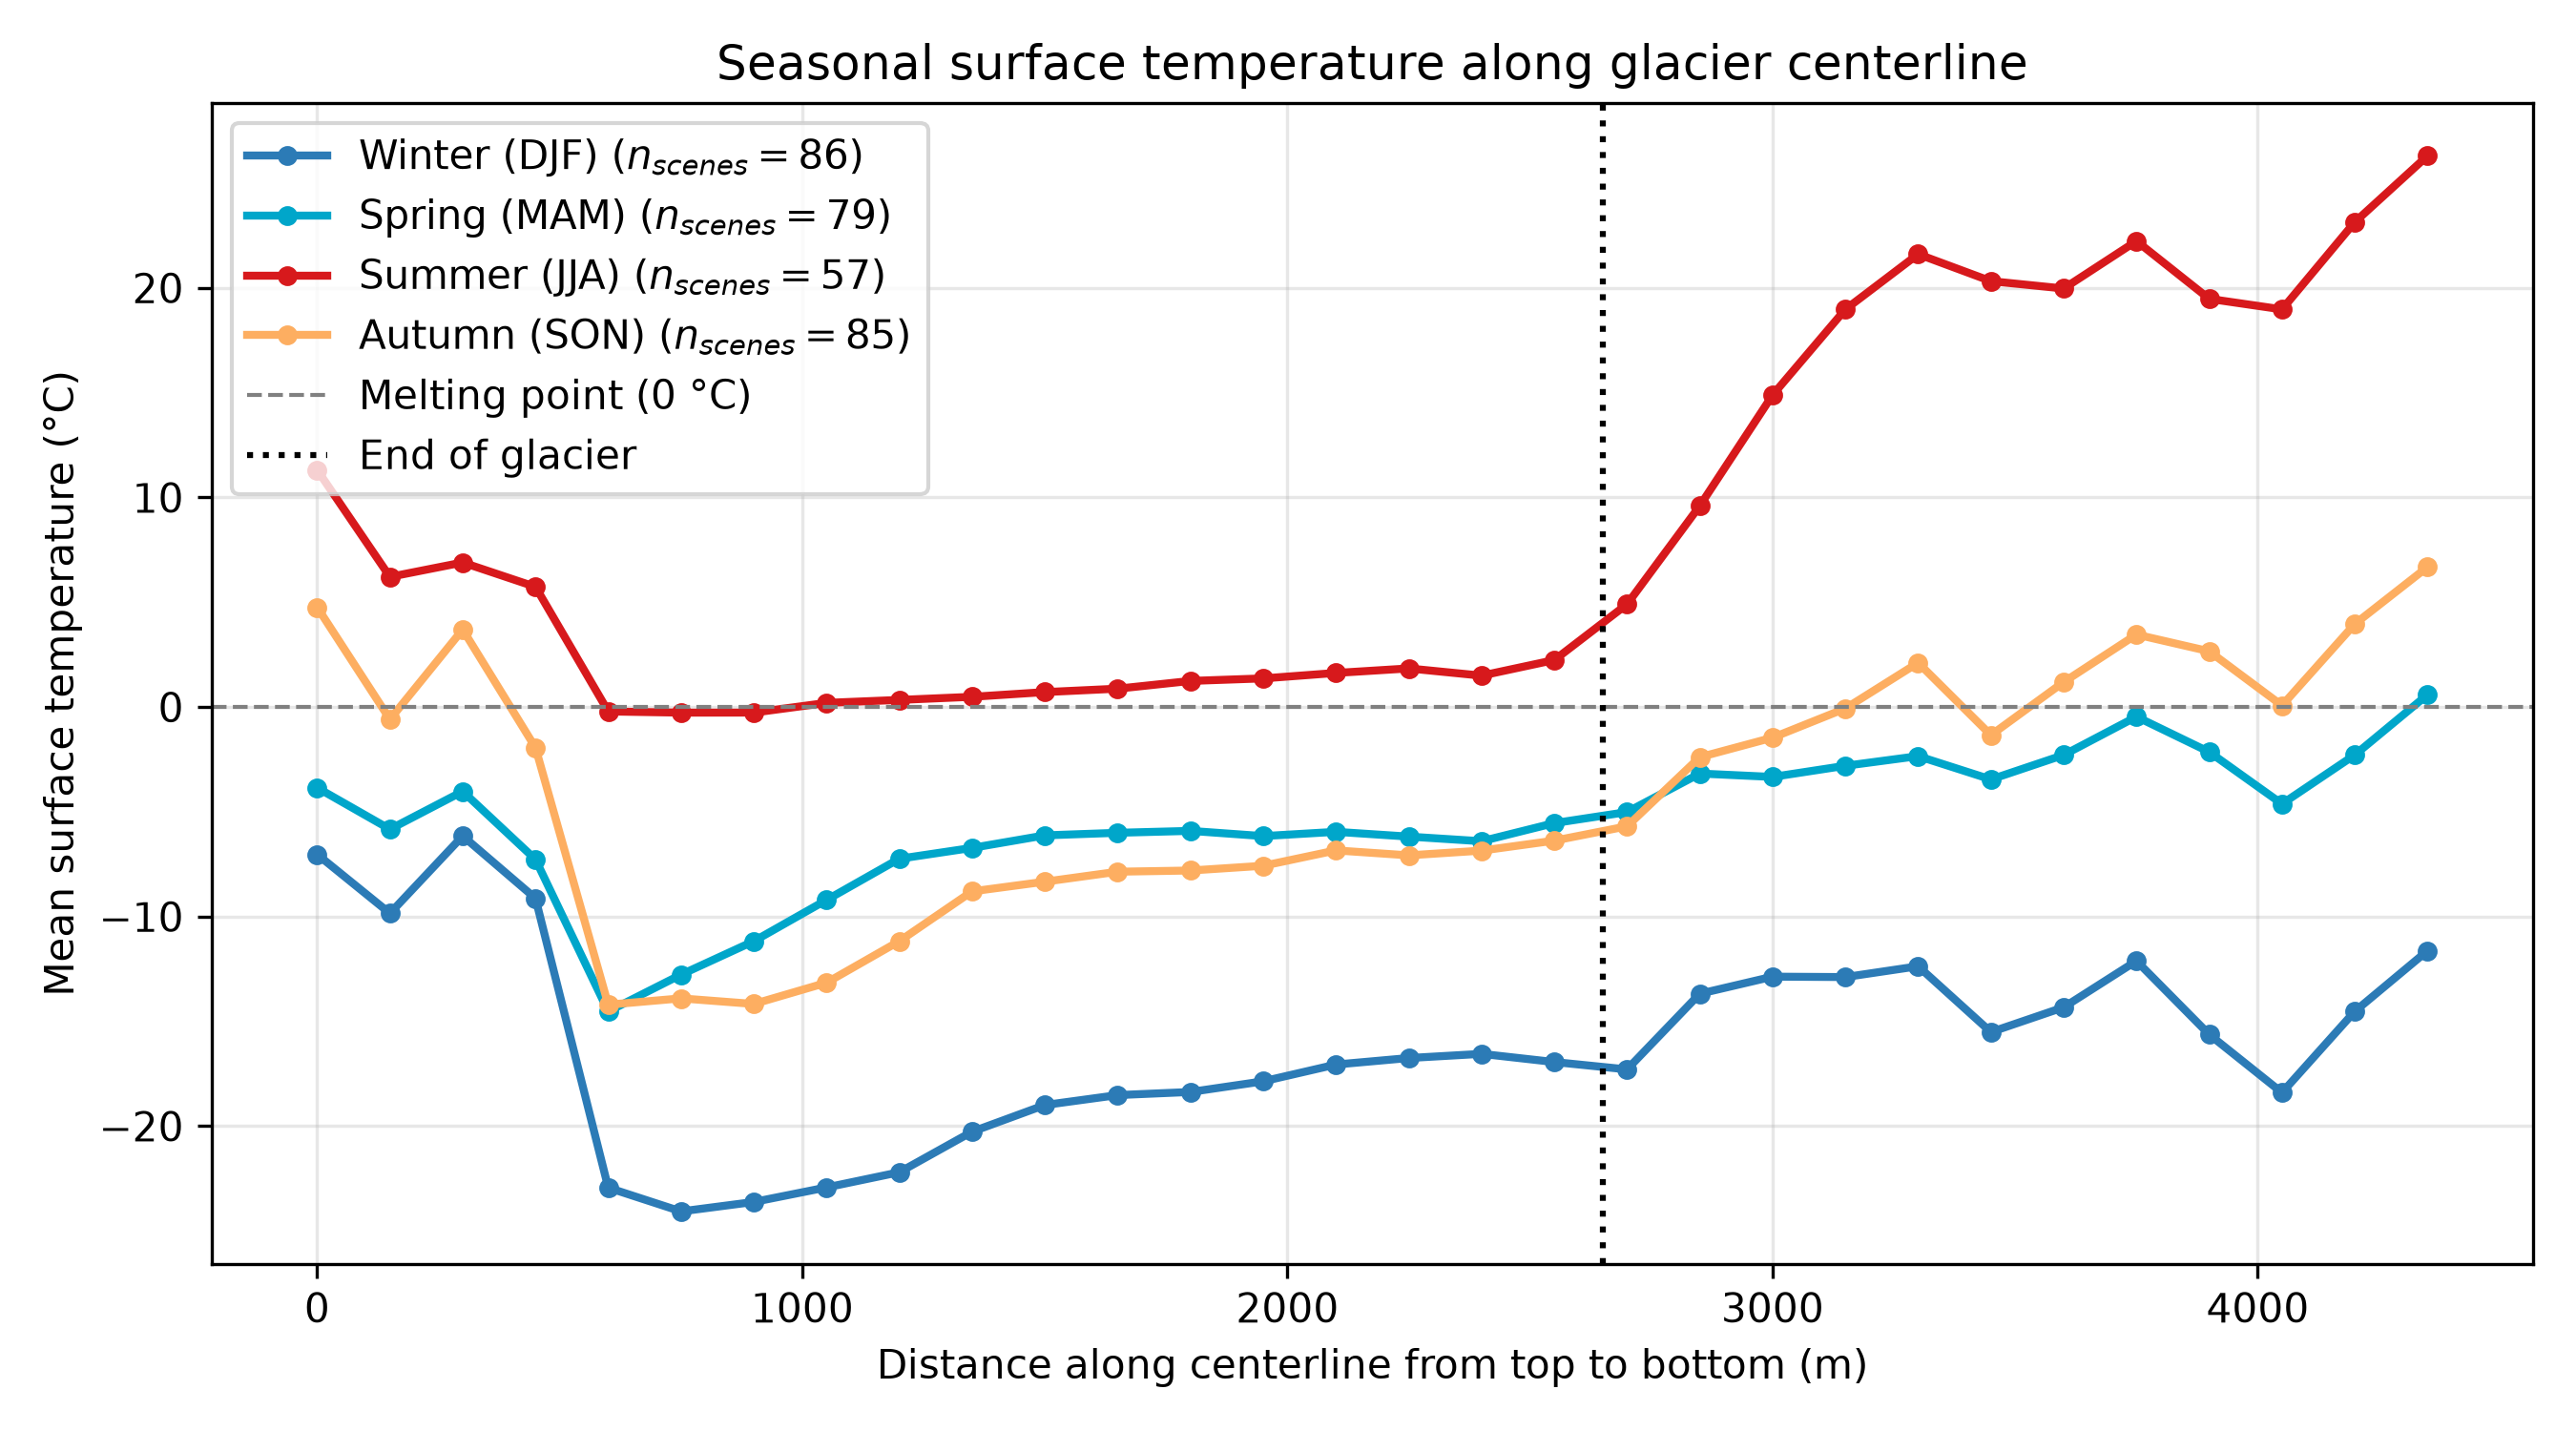 Seasonal surface temperature along glacier centerline
Winter (DJF) (n_scenes = 86)
Spring (MAM) (n_scenes = 79)
Summer (JJA) (n_scenes = 57)
Autumn (SON) (n_scenes = 85)
Melting point (0 °C)
End of glacier
Mean surface temperature (°C)
20
10
0
−10
−20
0 1000 2000 3000 4000
Distance along centerline from top to bottom (m)